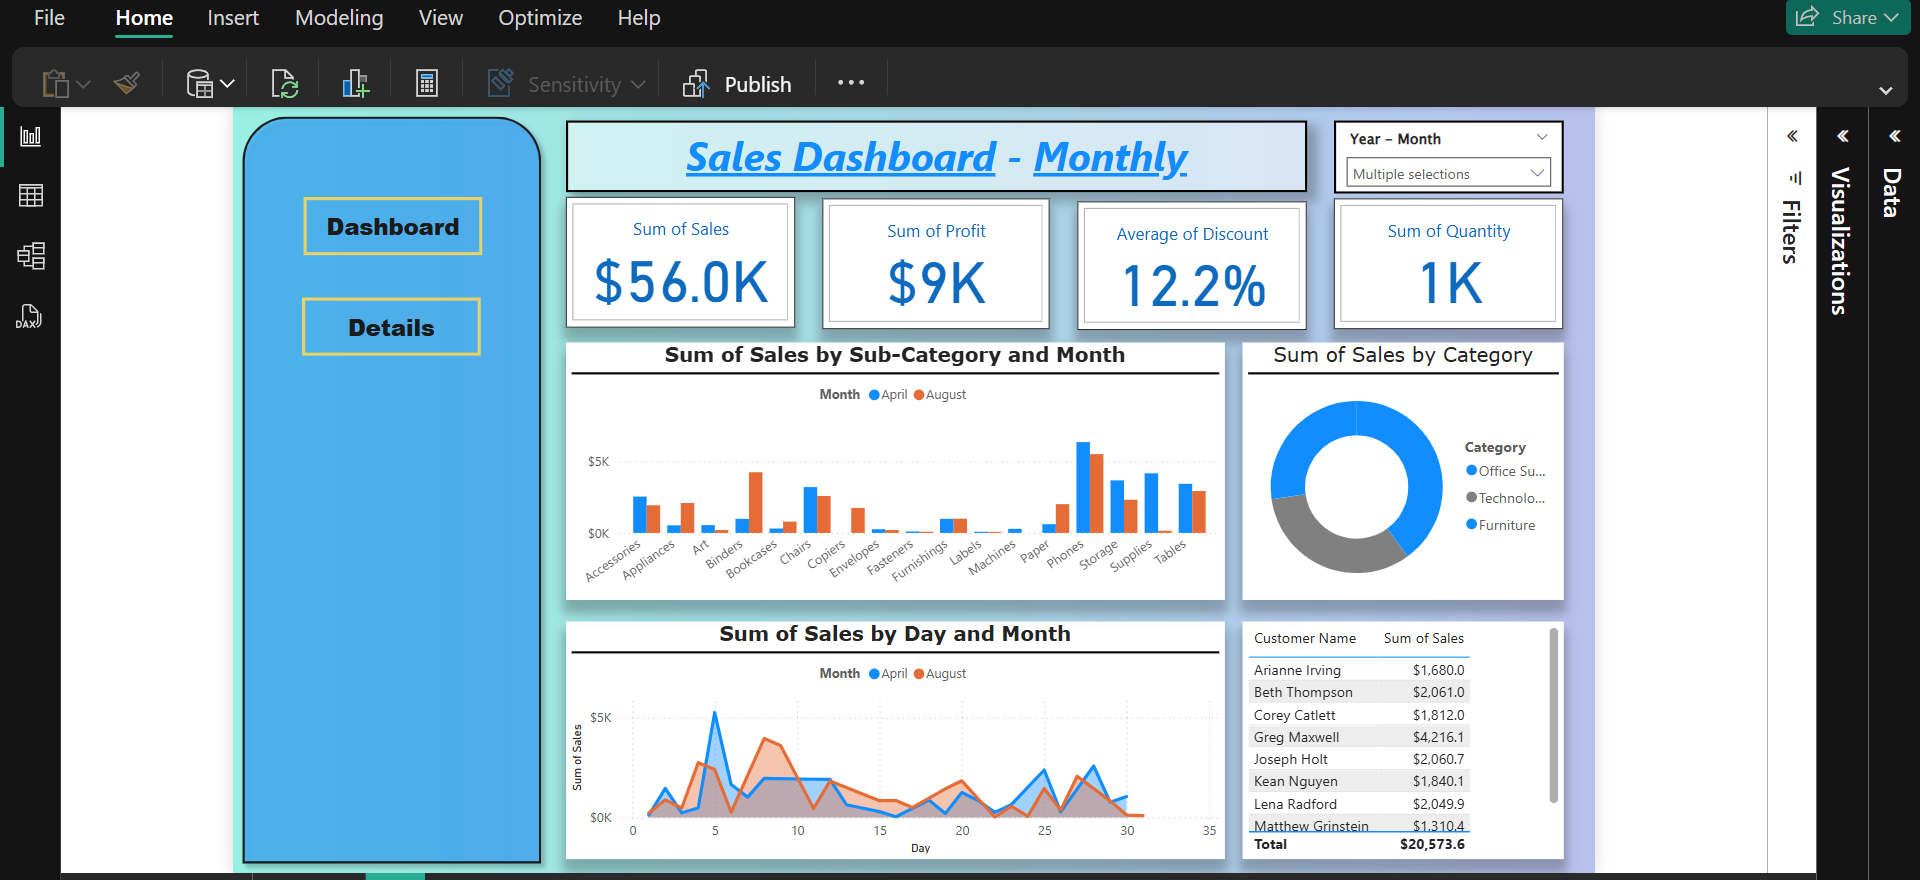 File Home Insert Modeling View Optimize Help Share
Sensitivity Publish ...
Dashboard
Details
Sales Dashboard - Monthly
Year - Month
Multiple selections
Sum of Sales
$56.0K
Sum of Profit
$9K
Average of Discount
12.2%
Sum of Quantity
1K
Sum of Sales by Sub-Category and Month
Month April August
$5K
$0K
Accessories Appliances Art Binders Bookcases Chairs Copiers Envelopes Fasteners Furnishings Labels Machines Paper Phones Storage Supplies Tables
Sum of Sales by Category
Category
Office Su...
Technolo...
Furniture
Sum of Sales by Day and Month
Month April August
Sum of Sales
$5K
$0K
0 5 10 15 20 25 30 35
Day
Customer Name Sum of Sales
Arianne Irving $1,680.0
Beth Thompson $2,061.0
Corey Catlett $1,812.0
Greg Maxwell $4,216.1
Joseph Holt $2,060.7
Kean Nguyen $1,840.1
Lena Radford $2,049.9
Matthew Grinstein $1,310.4
Total $20,573.6
Filters
Visualizations
Data
DAX